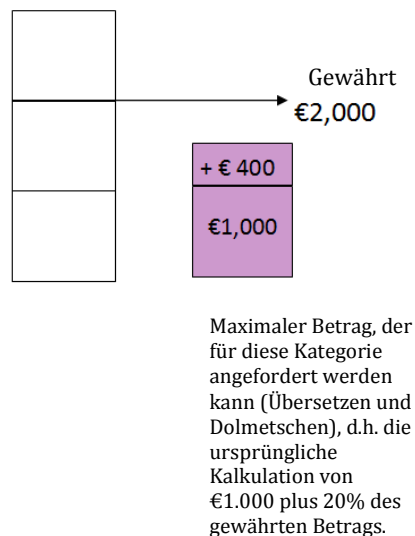 Gewährt
€2,000
+ € 400
€1,000
Maximaler Betrag, der
für diese Kategorie
angefordert werden
kann (Übersetzen und
Dolmetschen), d.h. die
ursprüngliche
Kalkulation von
€1.000 plus 20% des
gewährten Betrags.